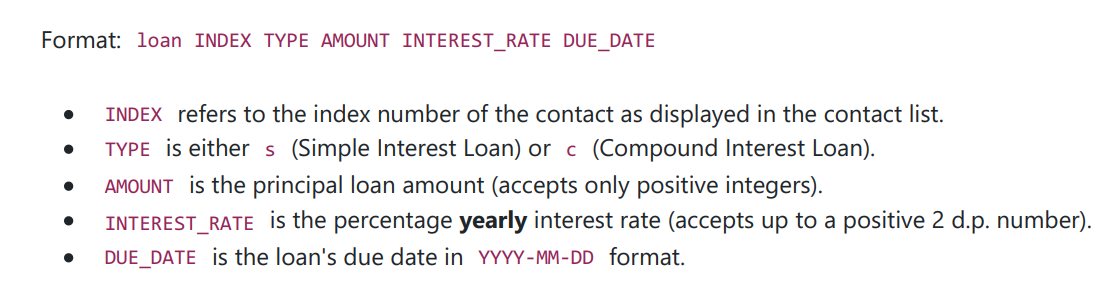 Format: loan INDEX TYPE AMOUNT INTEREST_RATE DUE_DATE
• INDEX refers to the index number of the contact as displayed in the contact list.
• TYPE is either s (Simple Interest Loan) or c (Compound Interest Loan).
• AMOUNT is the principal loan amount (accepts only positive integers).
• INTEREST_RATE is the percentage yearly interest rate (accepts up to a positive 2 d.p. number).
• DUE_DATE is the loan's due date in YYYY-MM-DD format.